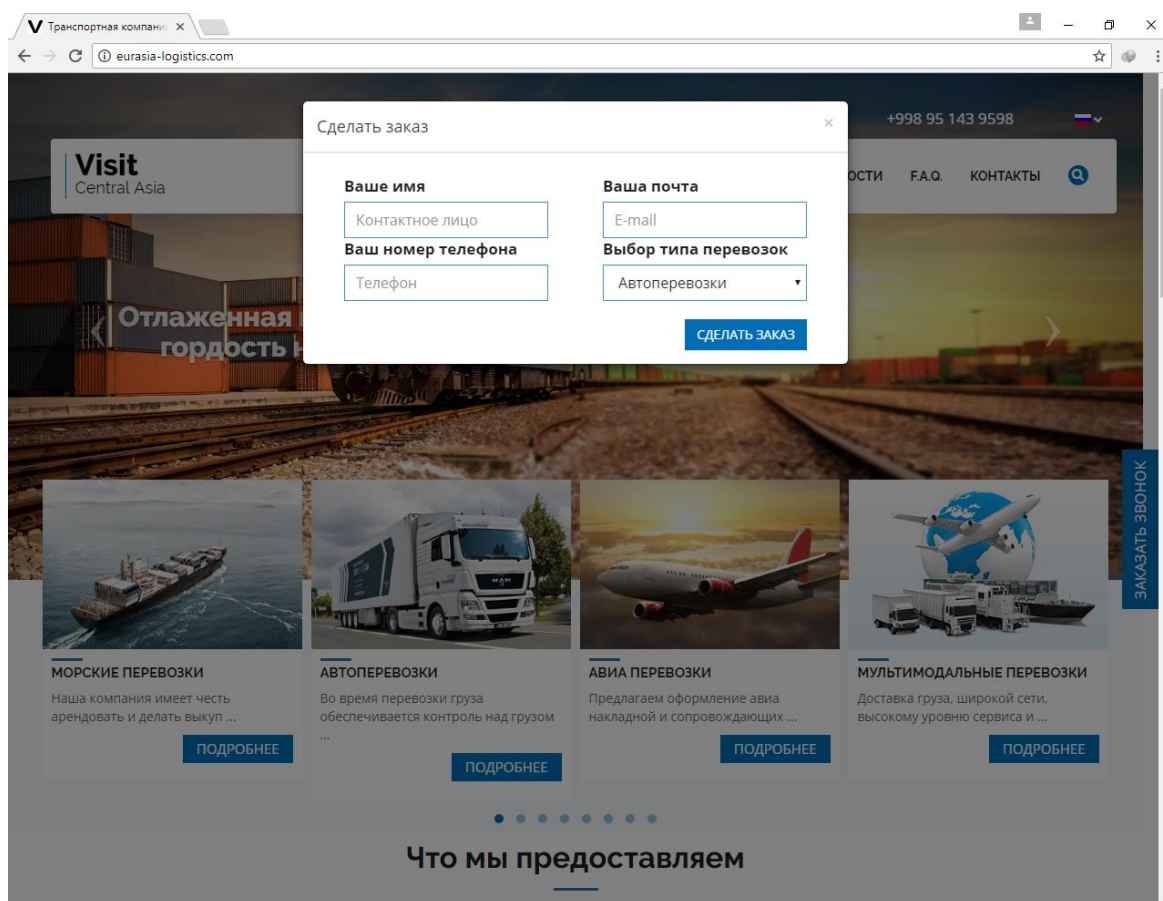 Транспортная компани
eurasia-logistics.com
+998 95 143 9598
Visit
Central Asia
ОСТИ F.A.Q. КОНТАКТЫ
Сделать заказ ×
Ваше имя
Контактное лицо
Ваша почта
E-mail
Ваш номер телефона
Телефон
Выбор типа перевозок
Автоперевозки
СДЕЛАТЬ ЗАКАЗ
Отлаженная
гордость
ЗАКАЗАТЬ ЗВОНОК
МОРСКИЕ ПЕРЕВОЗКИ
Наша компания имеет честь
арендовать и делать выкуп ...
ПОДРОБНЕЕ
АВТОПЕРЕВОЗКИ
Во время перевозки груза
обеспечивается контроль над грузом
...
ПОДРОБНЕЕ
АВИА ПЕРЕВОЗКИ
Предлагаем оформление авиа
накладной и сопровождающих ...
ПОДРОБНЕЕ
МУЛЬТИМОДАЛЬНЫЕ ПЕРЕВОЗКИ
Доставка груза, широкой сети,
высокому уровню сервиса и ...
ПОДРОБНЕЕ
Что мы предоставляем